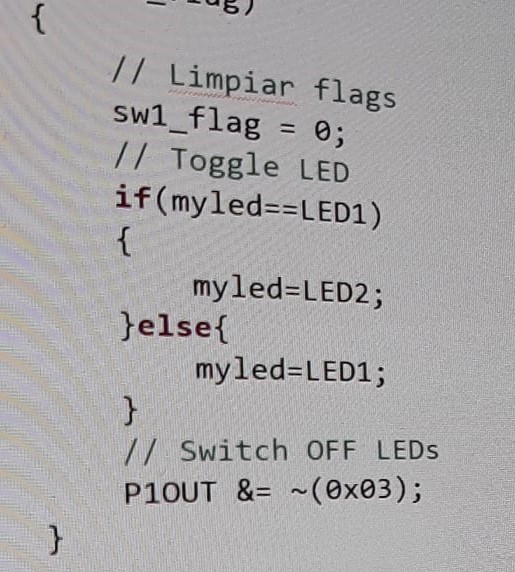 {
// Limpiar flags
sw1_flag = 0;
// Toggle LED
if(myled==LED1)
{
myled=LED2;
}else{
myled=LED1;
}
// Switch OFF LEDs
P1OUT &= ~(0x03);
}